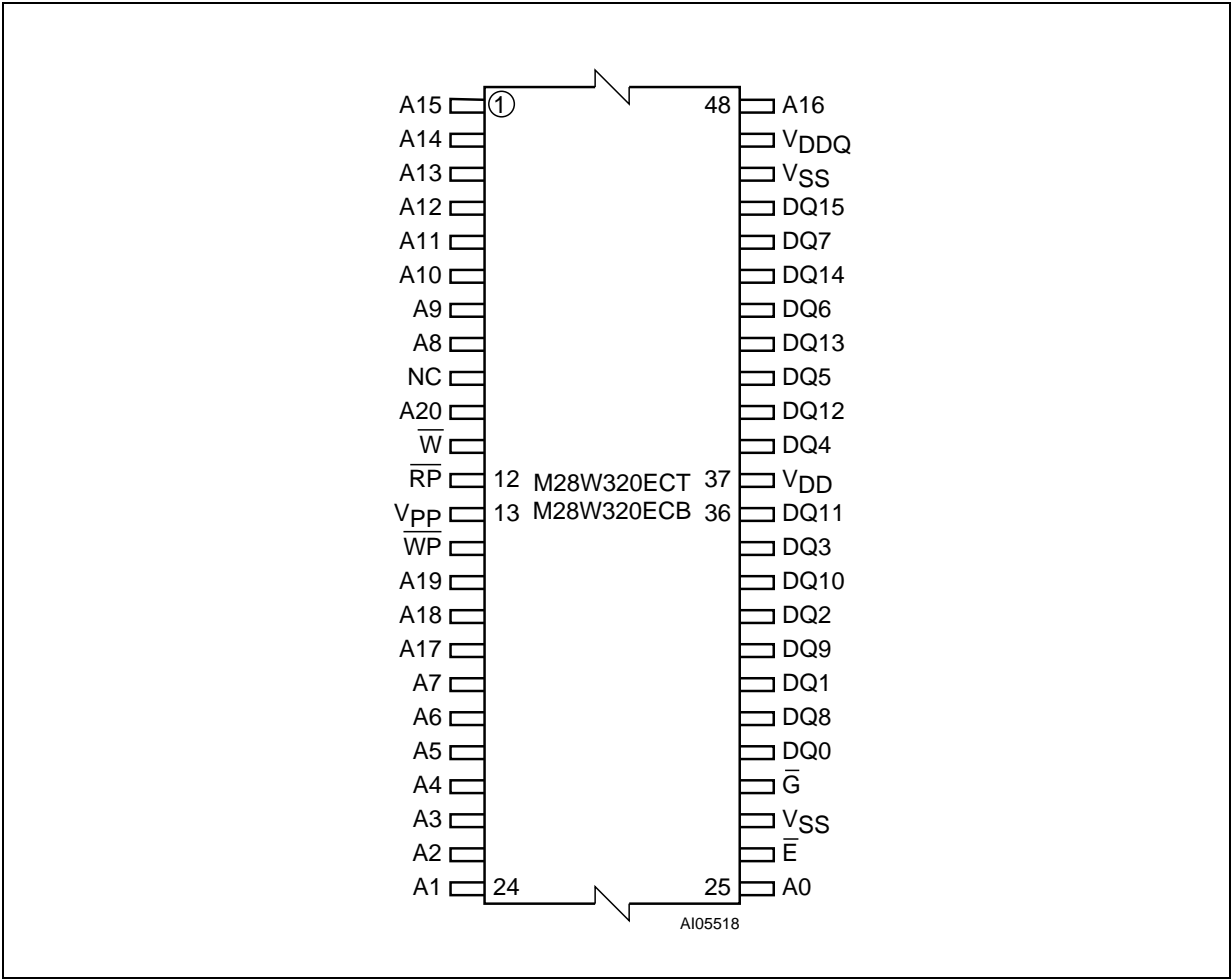 A15 1 48 A16
A14 VDDQ
A13 VSS
A12 DQ15
A11 DQ7
A10 DQ14
A9 DQ6
A8 DQ13
NC DQ5
A20 DQ12
W̅ DQ4
R̅P̅ 12 M28W320ECT 37 VDD
VPP 13 M28W320ECB 36 DQ11
W̅P̅ DQ3
A19 DQ10
A18 DQ2
A17 DQ9
A7 DQ1
A6 DQ8
A5 DQ0
A4 G̅
A3 VSS
A2 E̅
A1 24 25 A0
AI05518